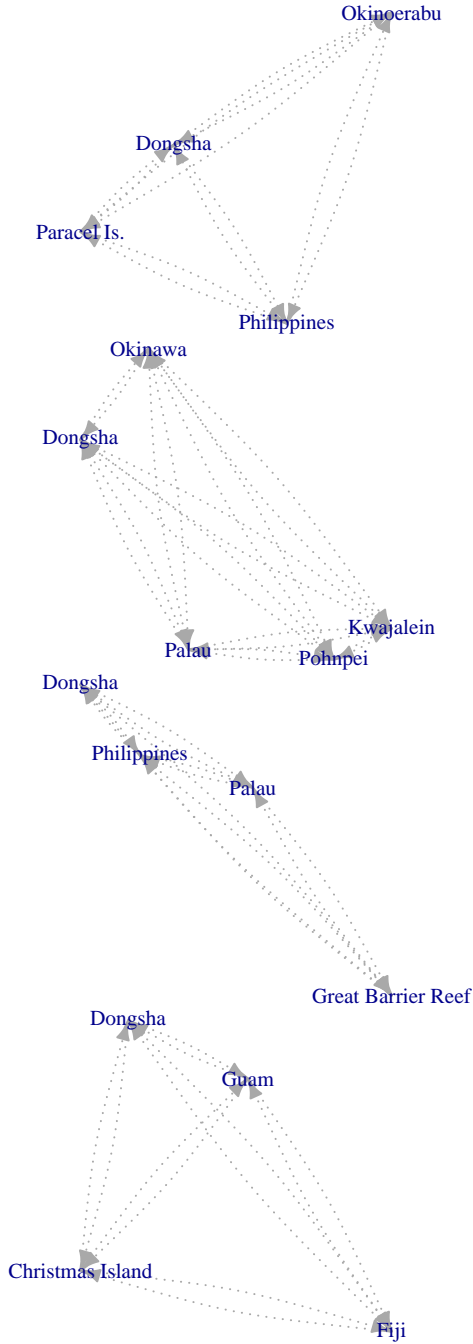 Okinoerabu
Dongsha
Paracel Is.
Philippines
Okinawa
Dongsha
Kwajalein
Palau
Pohnpei
Dongsha
Philippines
Palau
Great Barrier Reef
Dongsha
Guam
Christmas Island
Fiji